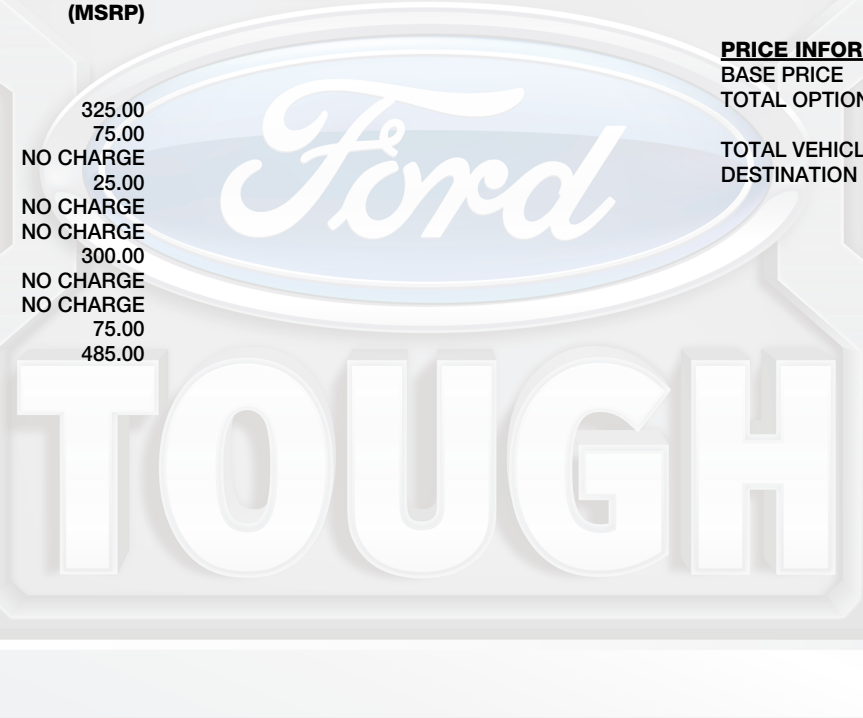 (MSRP)
325.00
75.00
NO CHARGE
25.00
NO CHARGE
NO CHARGE
300.00
NO CHARGE
NO CHARGE
75.00
485.00
PRICE INFOR
BASE PRICE
TOTAL OPTION
TOTAL VEHICL
DESTINATION
Ford
TOUGH